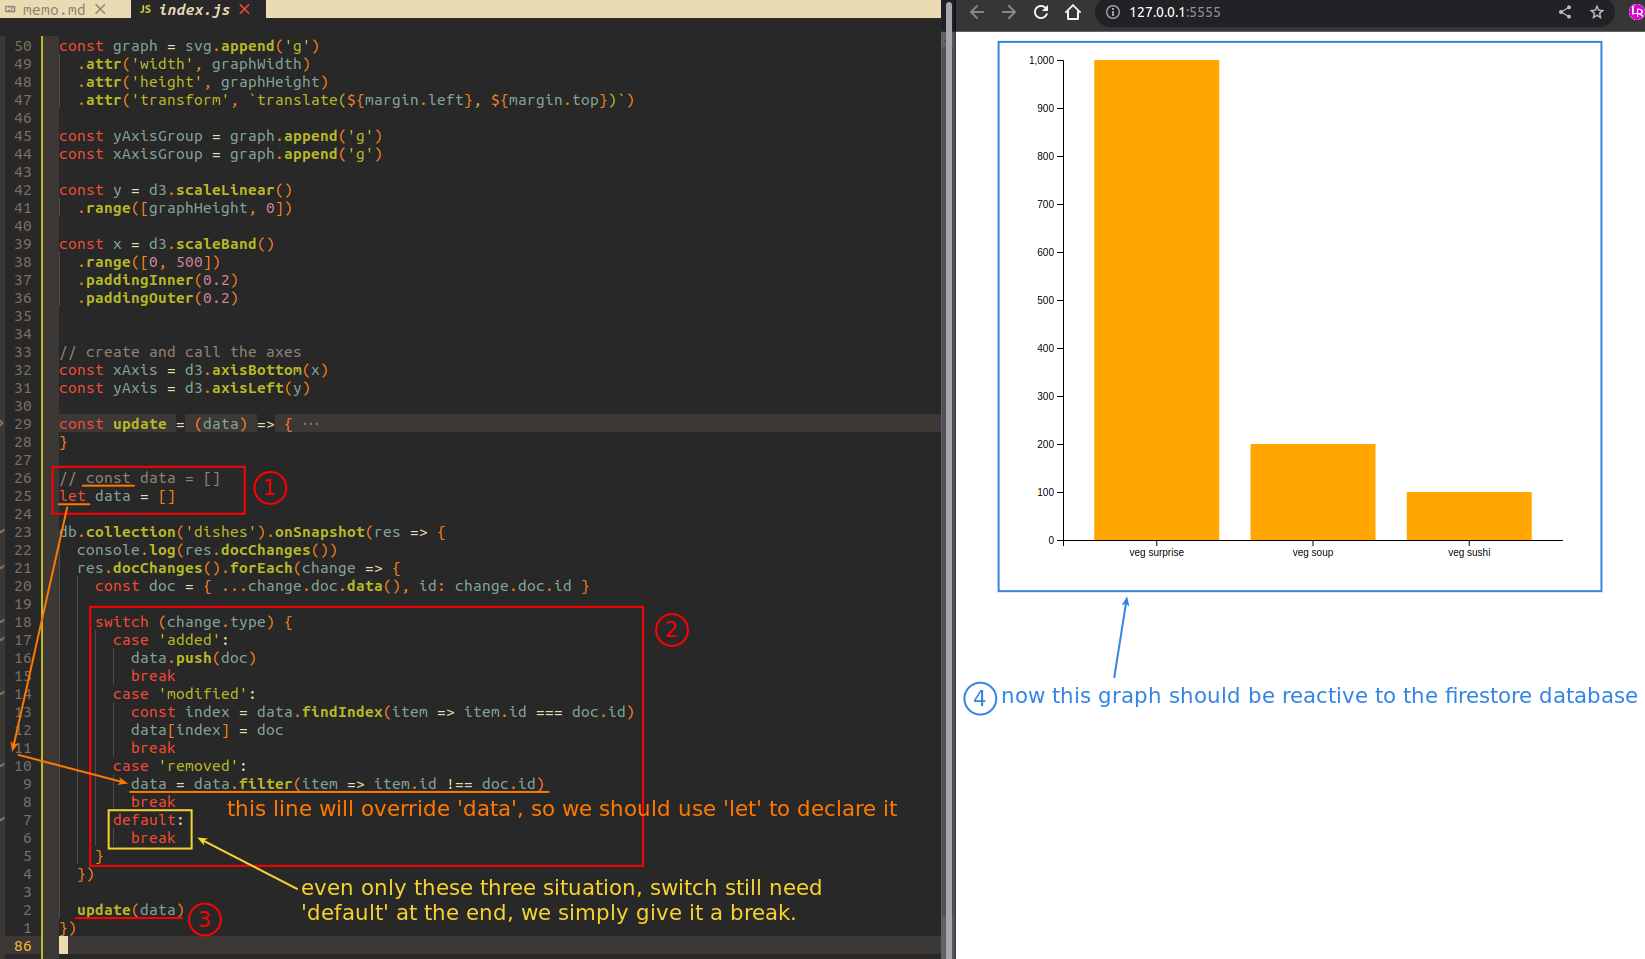 memo.md
JS index.js
127.0.0.1:5555
50 const graph = svg.append('g')
49 .attr('width', graphWidth)
48 .attr('height', graphHeight)
47 .attr('transform', `translate(${margin.left}, ${margin.top})`)
46
45 const yAxisGroup = graph.append('g')
44 const xAxisGroup = graph.append('g')
43
42 const y = d3.scaleLinear()
41 .range([graphHeight, 0])
40
39 const x = d3.scaleBand()
38 .range([0, 500])
37 .paddingInner(0.2)
36 .paddingOuter(0.2)
35
34
33 // create and call the axes
32 const xAxis = d3.axisBottom(x)
31 const yAxis = d3.axisLeft(y)
30
29 const update = (data) => { ···
28 }
27
26 // const data = []
25 let data = []
①
24
23 db.collection('dishes').onSnapshot(res => {
22 console.log(res.docChanges())
21 res.docChanges().forEach(change => {
20 const doc = { ...change.doc.data(), id: change.doc.id }
19
18 switch (change.type) {
②
17 case 'added':
16 data.push(doc)
15 break
14 case 'modified':
13 const index = data.findIndex(item => item.id === doc.id)
12 data[index] = doc
11 break
10 case 'removed':
9 data = data.filter(item => item.id !== doc.id)
8 break
this line will override 'data', so we should use 'let' to declare it
7 default:
6 break
5 }
4 })
even only these three situation, switch still need
'default' at the end, we simply give it a break.
3
2 update(data)
③
1 })
86
1,000
900
800
700
600
500
400
300
200
100
0
veg surprise veg soup veg sushi
④ now this graph should be reactive to the firestore database